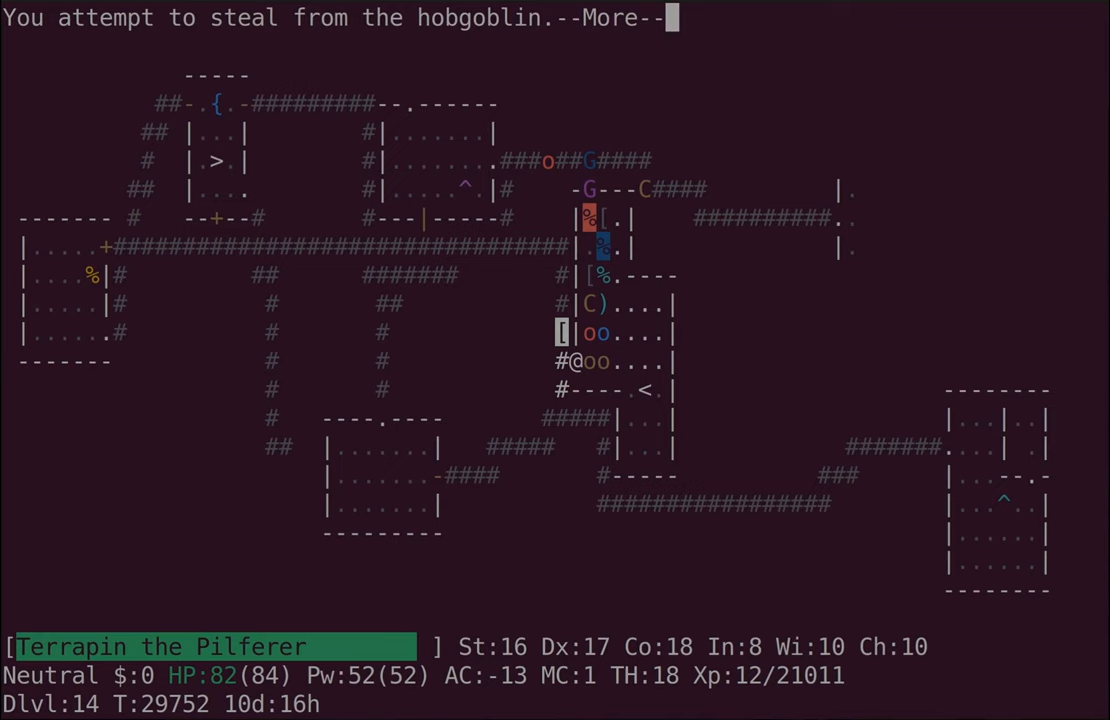 You attempt to steal from the hobgoblin.--More--
-----
##-.{.-#########--.------
## |...| #|.......|
# |>.| #|........###o##G####
## |.... #|.....^.|# -G---C#### |.
------- # --+--# #---|-----# |%[.| ##########..
|.....+################################|.%.| |.
|....%|# ## ####### #|[%.----
|.....|# # ## #|C)....|
|......# # # [|oo....|
------- # # #@oo....|
# # #----.<.| --------
# ----.---- #####|...| |...|..|
## |.......| ##### #|...| #######....| .|
|.......-#### #----- ### |...--.-
|.......| ################# |...^..|
--------- |......|
|......|
--------
[Terrapin the Pilferer ] St:16 Dx:17 Co:18 In:8 Wi:10 Ch:10
Neutral $:0 HP:82(84) Pw:52(52) AC:-13 MC:1 TH:18 Xp:12/21011
Dlvl:14 T:29752 10d:16h